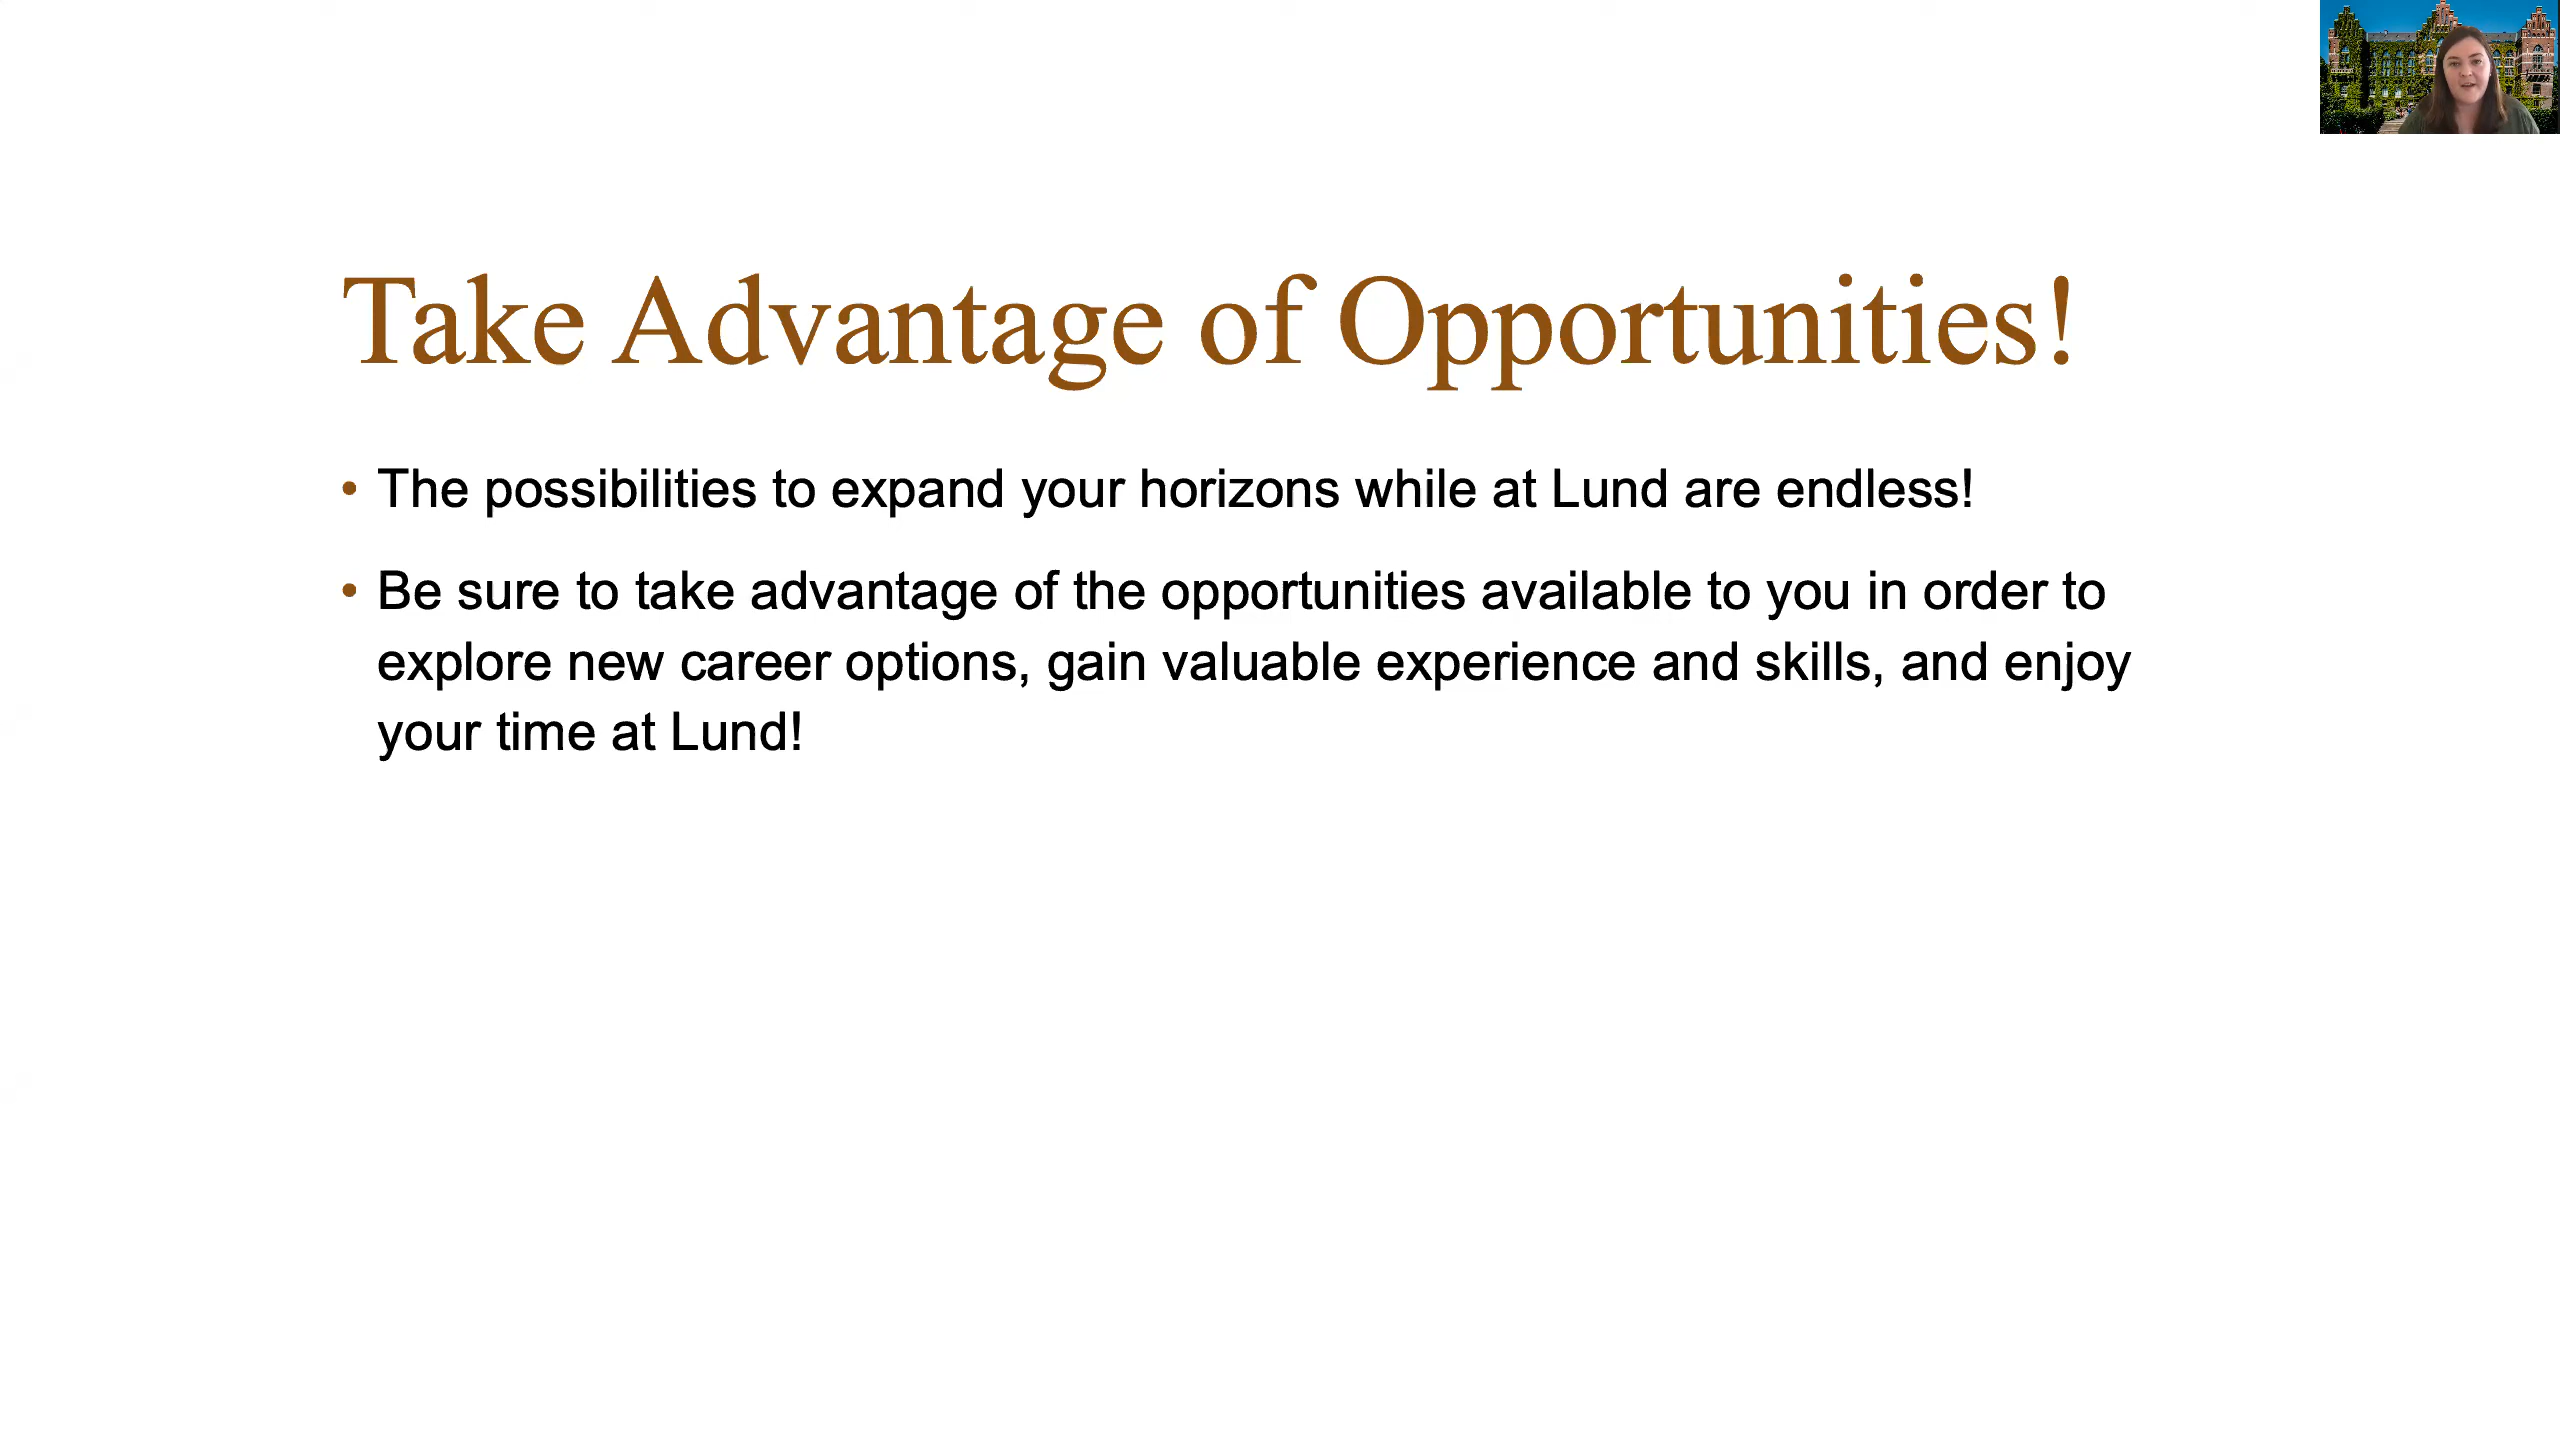 Take Advantage of Opportunities!
• The possibilities to expand your horizons while at Lund are endless!
• Be sure to take advantage of the opportunities available to you in order to
explore new career options, gain valuable experience and skills, and enjoy
your time at Lund!